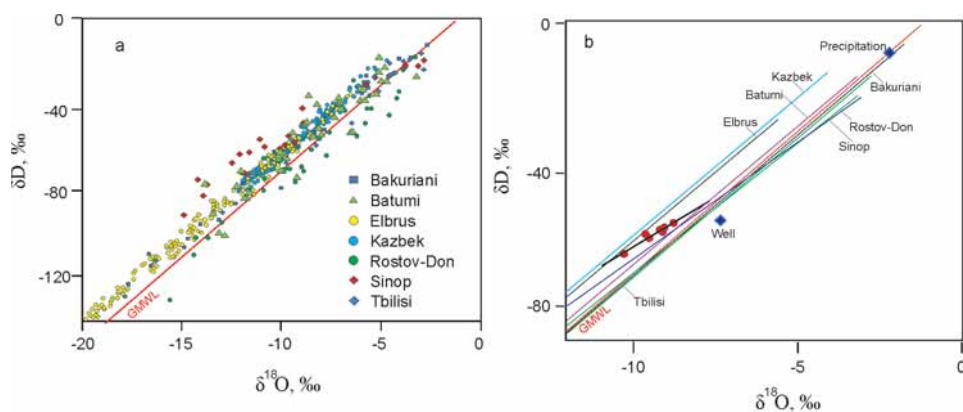 a
0
-40
-80
-120
δD, ‰
GMWL
Bakuriani
Batumi
Elbrus
Kazbek
Rostov-Don
Sinop
Tbilisi
-20
-15
-10
-5
0
δ18O, ‰
b
0
-40
-80
δD, ‰
Precipitation
Kazbek
Batumi
Bakuriani
Elbrus
Rostov-Don
Sinop
Well
Tbilisi
GMWL
-10
-5
0
δ18O, ‰